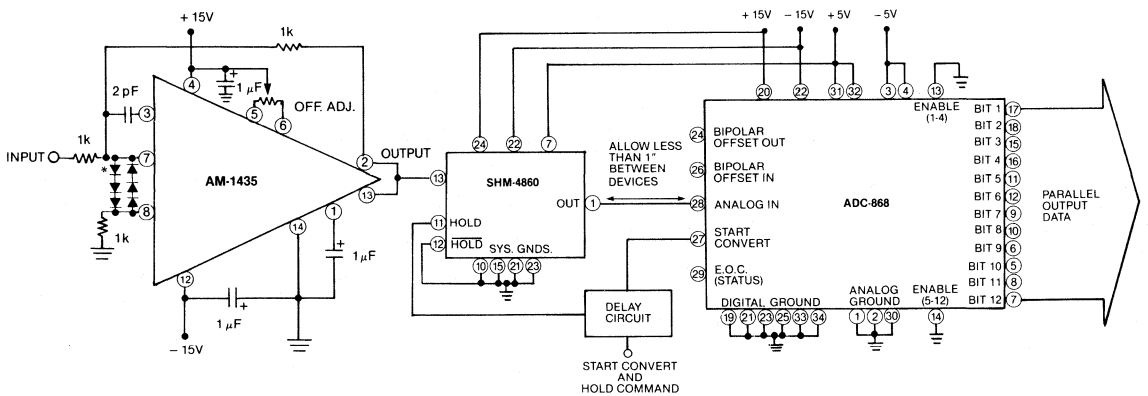 + 15V
1k
4
+
1 μF
2 pF
3
5
6
OFF. ADJ.
1k
INPUT
7
*
8
1k
AM-1435
2
OUTPUT
13
1
14
+
1 μF
12
+
1 μF
– 15V
24
22
7
13
SHM-4860
OUT
1
11
HOLD
12
HOLD
SYS. GNDS.
10
15
21
23
ALLOW LESS
THAN 1"
BETWEEN
DEVICES
DELAY
CIRCUIT
START CONVERT
AND
HOLD COMMAND
+ 15V
– 15V
+ 5V
– 5V
20
22
31
32
3
4
13
ENABLE
(1-4)
24
BIPOLAR
OFFSET OUT
26
BIPOLAR
OFFSET IN
28
ANALOG IN
27
START
CONVERT
29
E.O.C.
(STATUS)
ADC-868
DIGITAL GROUND
19
21
23
25
33
34
ANALOG
GROUND
1
2
30
ENABLE
(5-12)
14
BIT 1
17
BIT 2
18
BIT 3
15
BIT 4
16
BIT 5
11
BIT 6
12
BIT 7
9
BIT 8
10
BIT 9
6
BIT 10
5
BIT 11
8
BIT 12
7
PARALLEL
OUTPUT
DATA